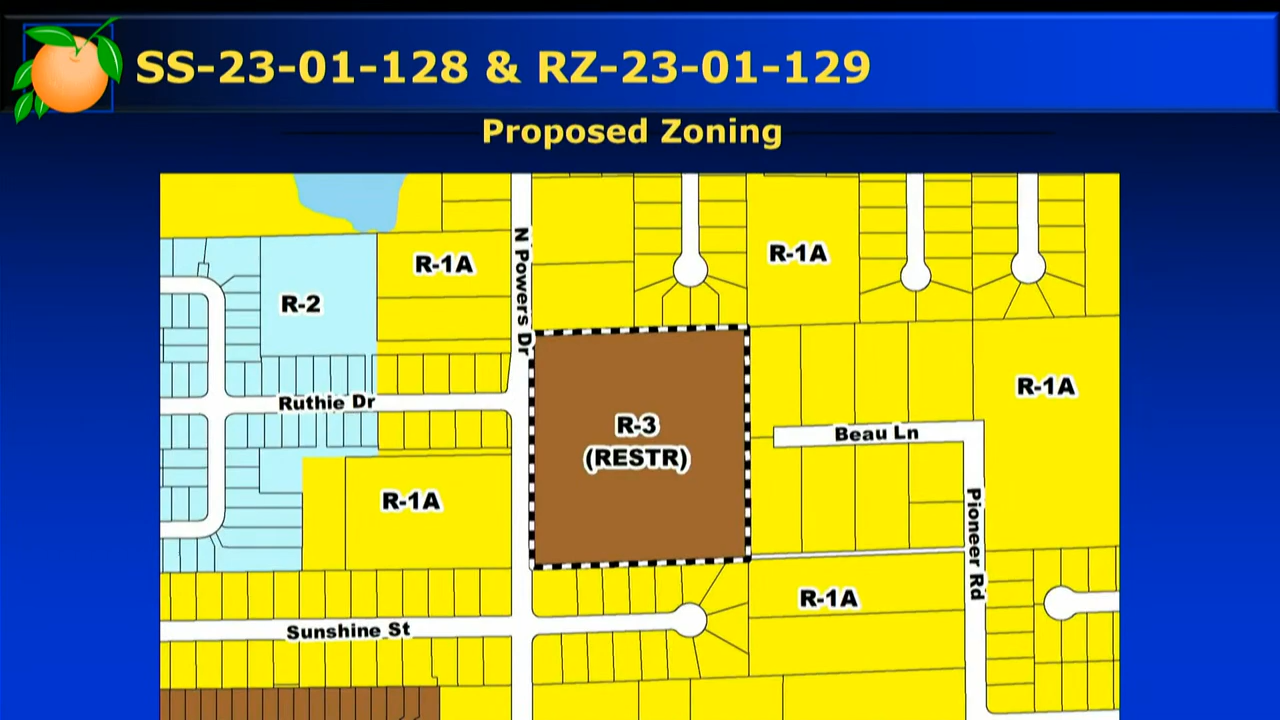 SS-23-01-128 & RZ-23-01-129
Proposed Zoning
R-1A
N Powers Dr
R-1A
R-2
R-1A
Ruthie Dr
R-3
(RESTR)
Beau Ln
R-1A
Pioneer Rd
R-1A
Sunshine St